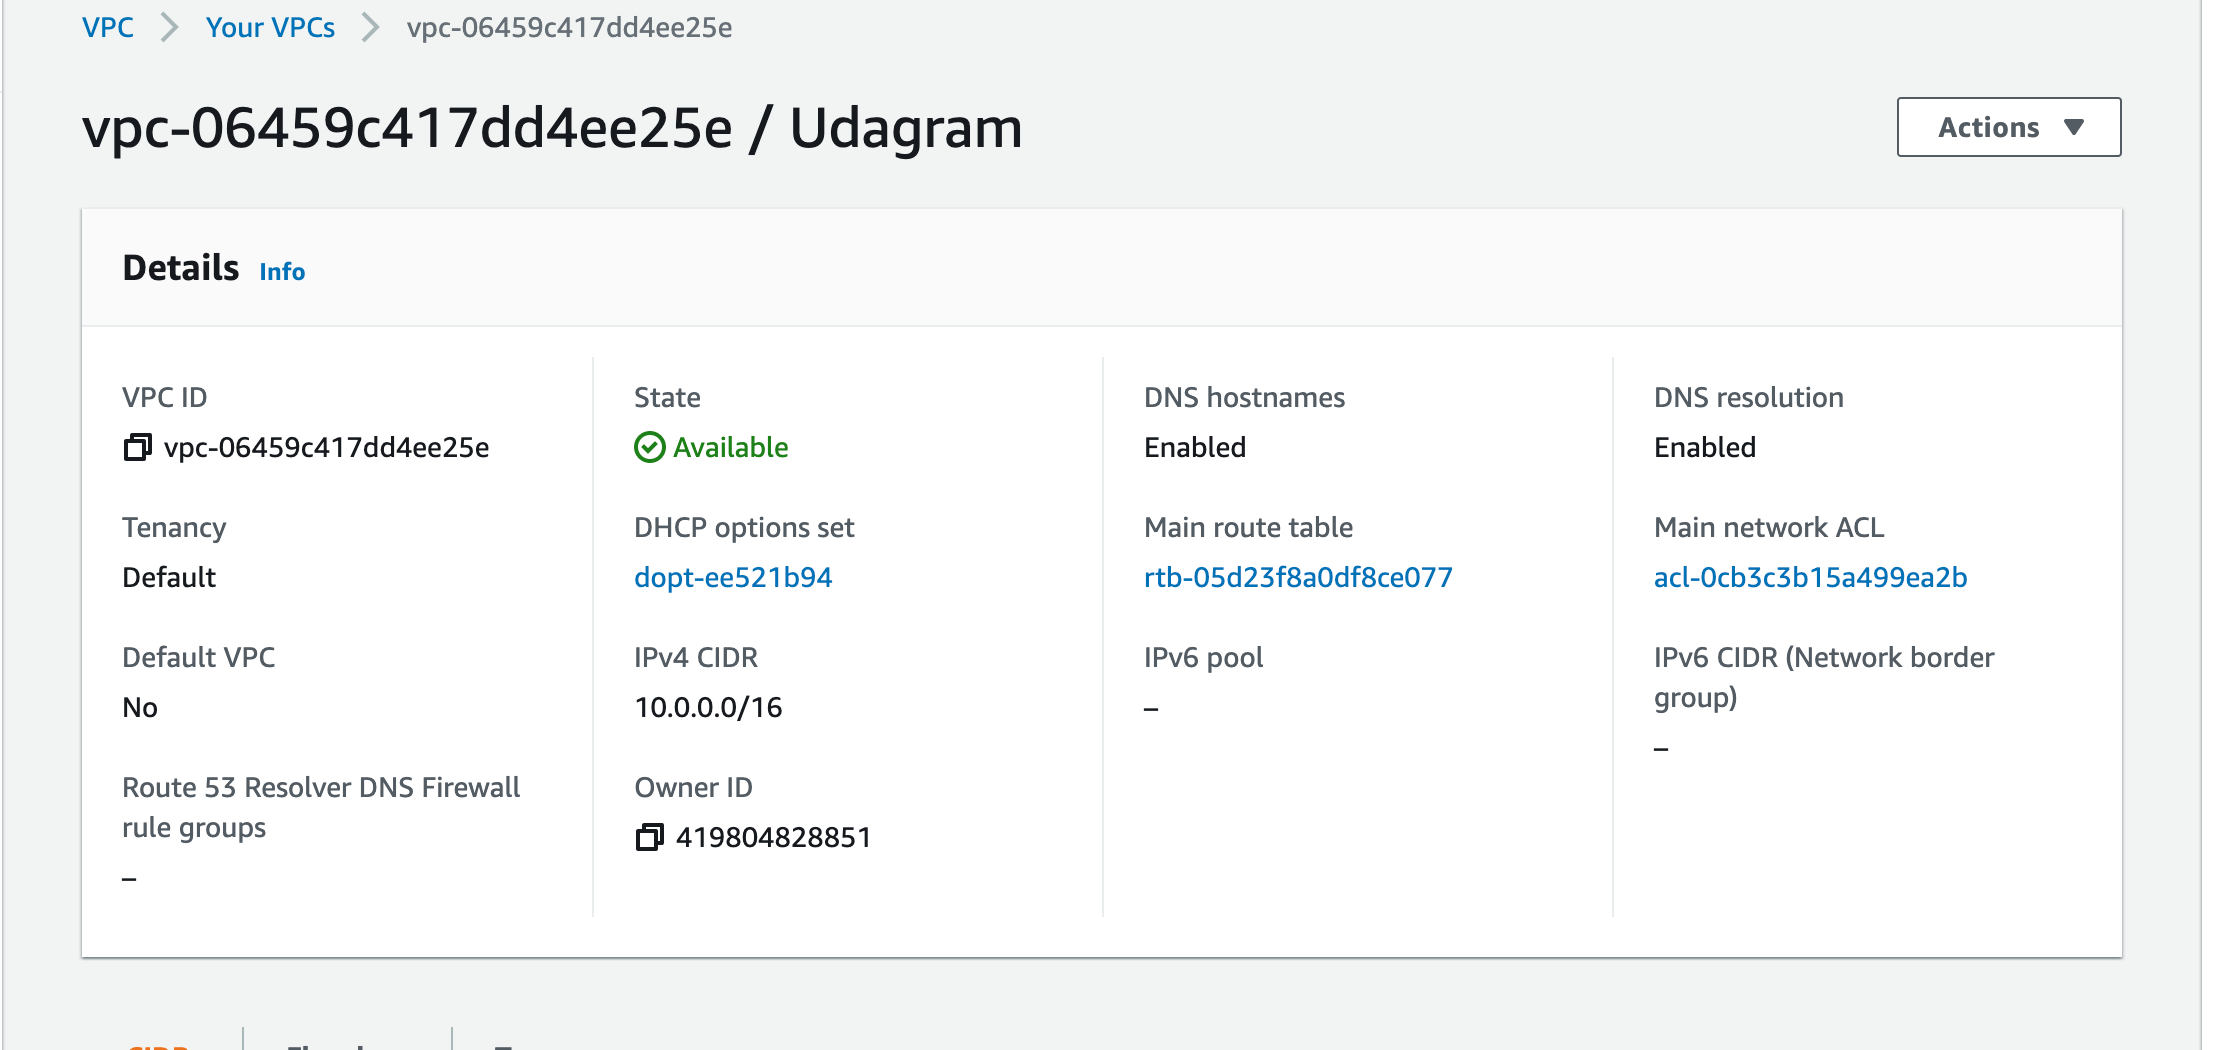 VPC > Your VPCs > vpc-06459c417dd4ee25e
vpc-06459c417dd4ee25e / Udagram
Actions ▼
Details Info
VPC ID
vpc-06459c417dd4ee25e
State
Available
DNS hostnames
Enabled
DNS resolution
Enabled
Tenancy
Default
DHCP options set
dopt-ee521b94
Main route table
rtb-05d23f8a0df8ce077
Main network ACL
acl-0cb3c3b15a499ea2b
Default VPC
No
IPv4 CIDR
10.0.0.0/16
IPv6 pool
–
IPv6 CIDR (Network border
group)
–
Route 53 Resolver DNS Firewall
rule groups
–
Owner ID
419804828851